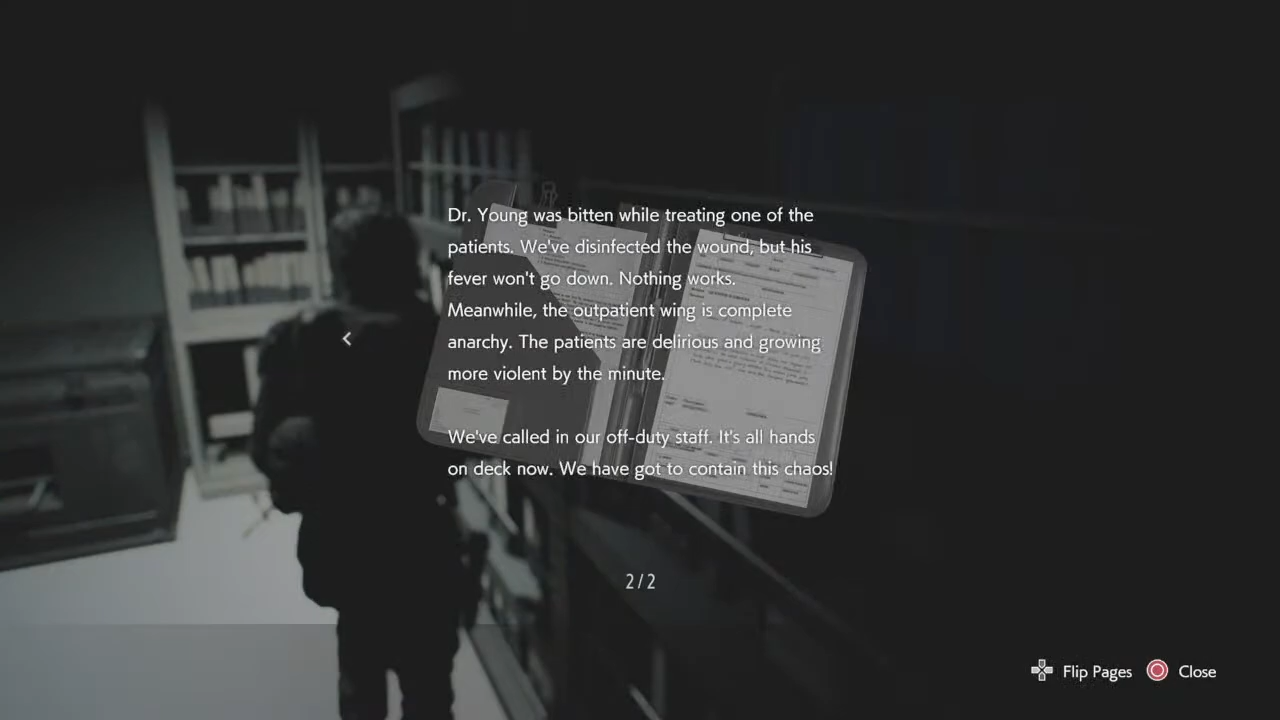 Dr. Young was bitten while treating one of the
patients. We've disinfected the wound, but his
fever won't go down. Nothing works.
Meanwhile, the outpatient wing is complete
anarchy. The patients are delirious and growing
more violent by the minute.
We've called in our off-duty staff. It's all hands
on deck now. We have got to contain this chaos!
2/2
Flip Pages
Close